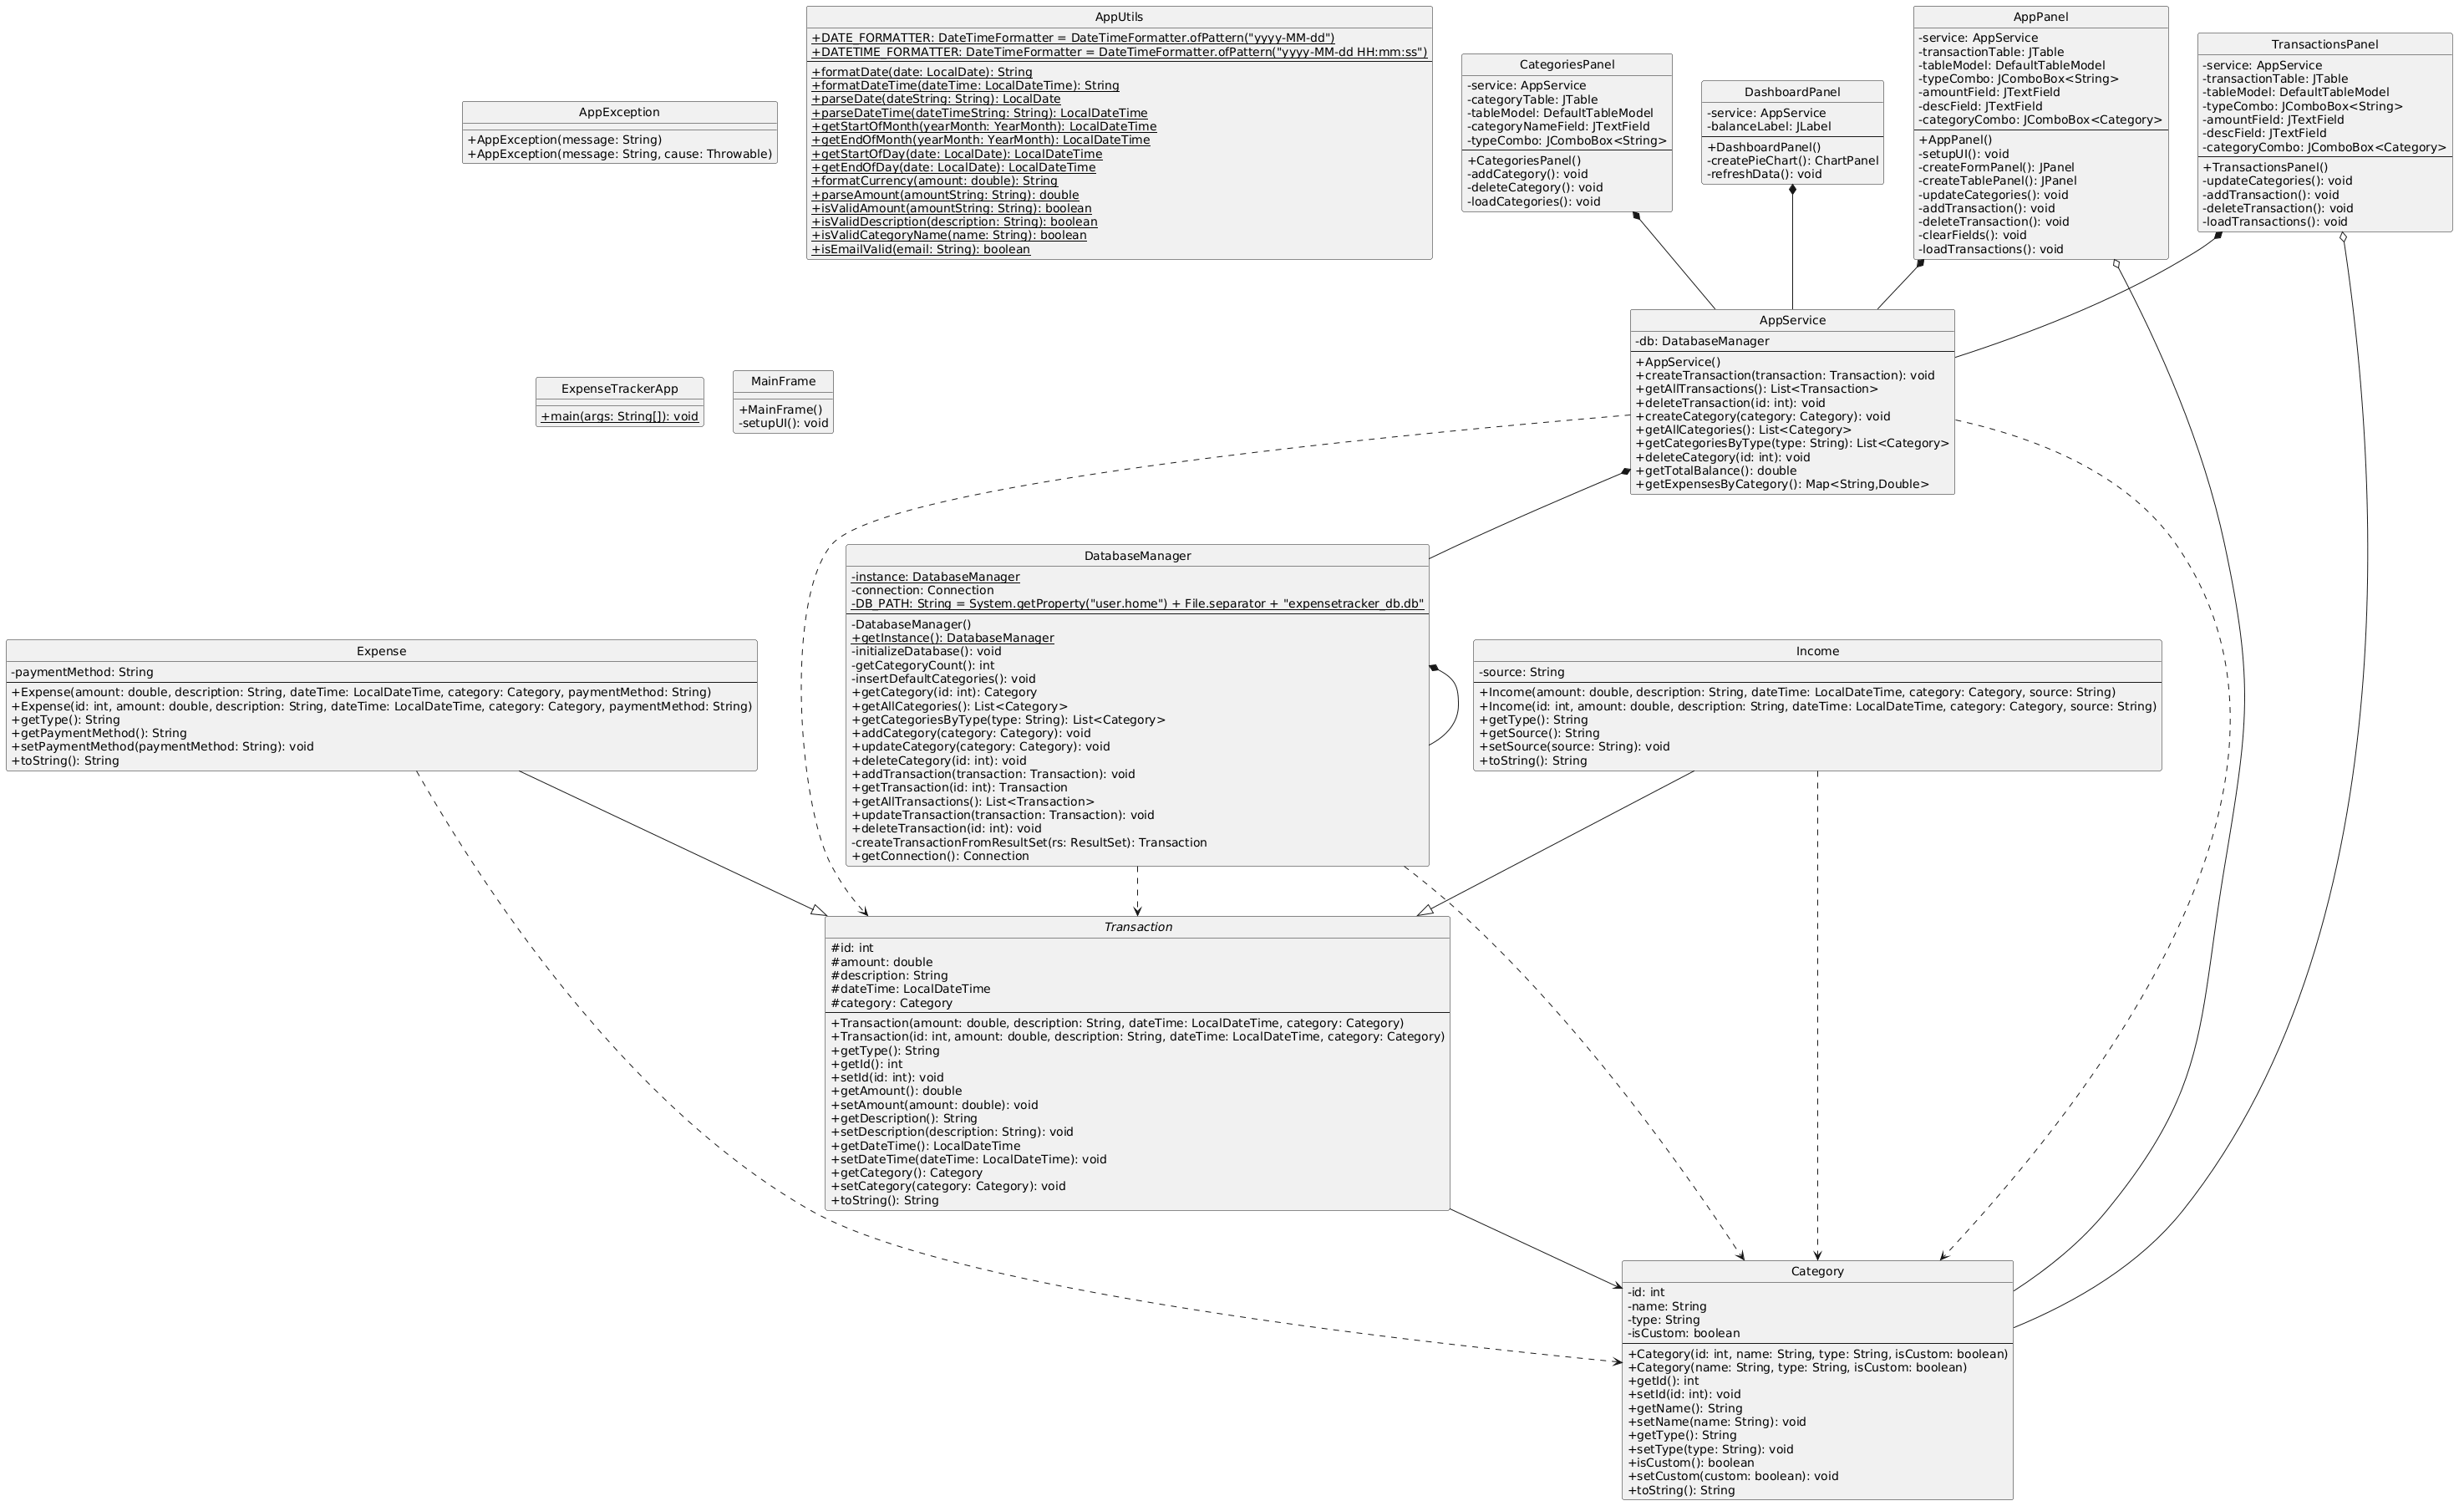 AppException
+AppException(message: String)
+AppException(message: String, cause: Throwable)
AppUtils
+DATE_FORMATTER: DateTimeFormatter = DateTimeFormatter.ofPattern("yyyy-MM-dd")
+DATETIME_FORMATTER: DateTimeFormatter = DateTimeFormatter.ofPattern("yyyy-MM-dd HH:mm:ss")
+formatDate(date: LocalDate): String
+formatDateTime(dateTime: LocalDateTime): String
+parseDate(dateString: String): LocalDate
+parseDateTime(dateTimeString: String): LocalDateTime
+getStartOfMonth(yearMonth: YearMonth): LocalDateTime
+getEndOfMonth(yearMonth: YearMonth): LocalDateTime
+getStartOfDay(date: LocalDate): LocalDateTime
+getEndOfDay(date: LocalDate): LocalDateTime
+formatCurrency(amount: double): String
+parseAmount(amountString: String): double
+isValidAmount(amountString: String): boolean
+isValidDescription(description: String): boolean
+isValidCategoryName(name: String): boolean
+isEmailValid(email: String): boolean
CategoriesPanel
-service: AppService
-categoryTable: JTable
-tableModel: DefaultTableModel
-categoryNameField: JTextField
-typeCombo: JComboBox<String>
+CategoriesPanel()
-addCategory(): void
-deleteCategory(): void
-loadCategories(): void
DashboardPanel
-service: AppService
-balanceLabel: JLabel
+DashboardPanel()
-createPieChart(): ChartPanel
-refreshData(): void
AppPanel
-service: AppService
-transactionTable: JTable
-tableModel: DefaultTableModel
-typeCombo: JComboBox<String>
-amountField: JTextField
-descField: JTextField
-categoryCombo: JComboBox<Category>
+AppPanel()
-setupUI(): void
-createFormPanel(): JPanel
-createTablePanel(): JPanel
-updateCategories(): void
-addTransaction(): void
-deleteTransaction(): void
-clearFields(): void
-loadTransactions(): void
TransactionsPanel
-service: AppService
-transactionTable: JTable
-tableModel: DefaultTableModel
-typeCombo: JComboBox<String>
-amountField: JTextField
-descField: JTextField
-categoryCombo: JComboBox<Category>
+TransactionsPanel()
-updateCategories(): void
-addTransaction(): void
-deleteTransaction(): void
-loadTransactions(): void
ExpenseTrackerApp
+main(args: String[]): void
MainFrame
+MainFrame()
-setupUI(): void
AppService
-db: DatabaseManager
+AppService()
+createTransaction(transaction: Transaction): void
+getAllTransactions(): List<Transaction>
+deleteTransaction(id: int): void
+createCategory(category: Category): void
+getAllCategories(): List<Category>
+getCategoriesByType(type: String): List<Category>
+deleteCategory(id: int): void
+getTotalBalance(): double
+getExpensesByCategory(): Map<String,Double>
Expense
-paymentMethod: String
+Expense(amount: double, description: String, dateTime: LocalDateTime, category: Category, paymentMethod: String)
+Expense(id: int, amount: double, description: String, dateTime: LocalDateTime, category: Category, paymentMethod: String)
+getType(): String
+getPaymentMethod(): String
+setPaymentMethod(paymentMethod: String): void
+toString(): String
DatabaseManager
-instance: DatabaseManager
-connection: Connection
-DB_PATH: String = System.getProperty("user.home") + File.separator + "expensetracker_db.db"
-DatabaseManager()
+getInstance(): DatabaseManager
-initializeDatabase(): void
-getCategoryCount(): int
-insertDefaultCategories(): void
+getCategory(id: int): Category
+getAllCategories(): List<Category>
+getCategoriesByType(type: String): List<Category>
+addCategory(category: Category): void
+updateCategory(category: Category): void
+deleteCategory(id: int): void
+addTransaction(transaction: Transaction): void
+getTransaction(id: int): Transaction
+getAllTransactions(): List<Transaction>
+updateTransaction(transaction: Transaction): void
+deleteTransaction(id: int): void
-createTransactionFromResultSet(rs: ResultSet): Transaction
+getConnection(): Connection
Income
-source: String
+Income(amount: double, description: String, dateTime: LocalDateTime, category: Category, source: String)
+Income(id: int, amount: double, description: String, dateTime: LocalDateTime, category: Category, source: String)
+getType(): String
+getSource(): String
+setSource(source: String): void
+toString(): String
Transaction
#id: int
#amount: double
#description: String
#dateTime: LocalDateTime
#category: Category
+Transaction(amount: double, description: String, dateTime: LocalDateTime, category: Category)
+Transaction(id: int, amount: double, description: String, dateTime: LocalDateTime, category: Category)
+getType(): String
+getId(): int
+setId(id: int): void
+getAmount(): double
+setAmount(amount: double): void
+getDescription(): String
+setDescription(description: String): void
+getDateTime(): LocalDateTime
+setDateTime(dateTime: LocalDateTime): void
+getCategory(): Category
+setCategory(category: Category): void
+toString(): String
Category
-id: int
-name: String
-type: String
-isCustom: boolean
+Category(id: int, name: String, type: String, isCustom: boolean)
+Category(name: String, type: String, isCustom: boolean)
+getId(): int
+setId(id: int): void
+getName(): String
+setName(name: String): void
+getType(): String
+setType(type: String): void
+isCustom(): boolean
+setCustom(custom: boolean): void
+toString(): String